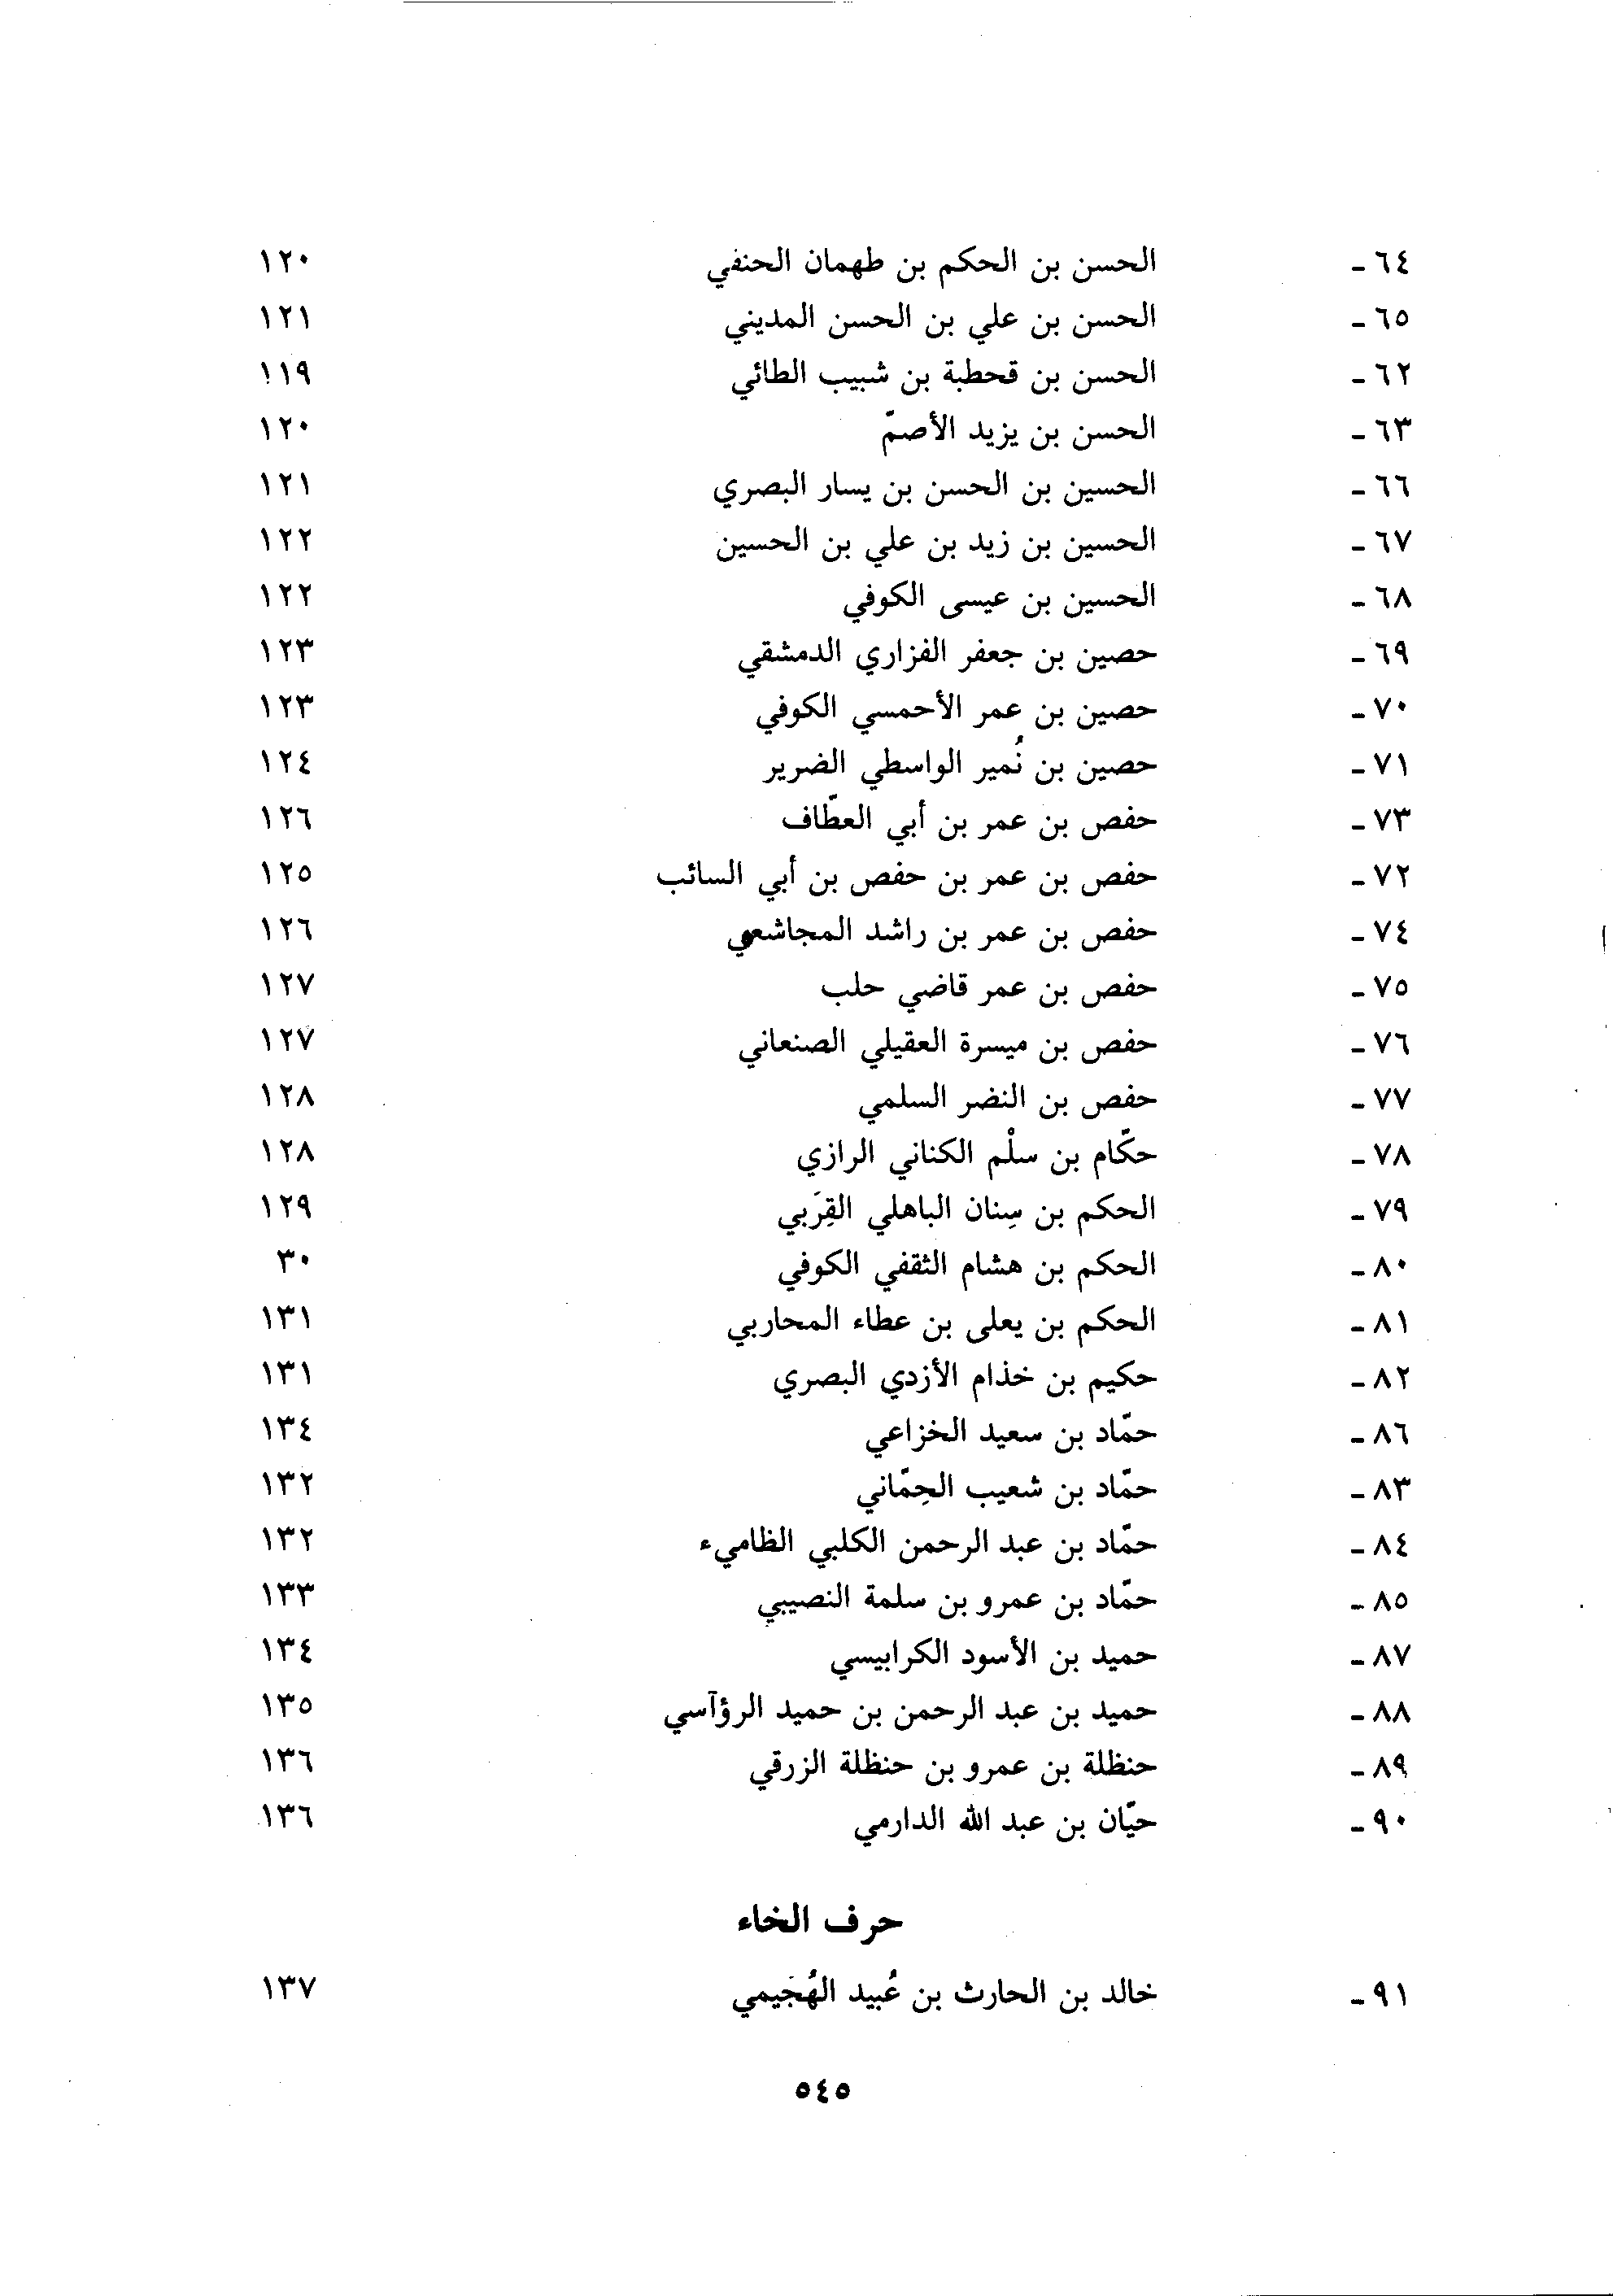 ٦٤ - الحسن بن الحكم بن طهمان الحنفي ١٢٠
٦٥ - الحسن بن علي بن الحسن المديني ١٢١
٦٢ - الحسن بن قحطبة بن شبيب الطائي ١١٩
٦٣ - الحسن بن يزيد الأصمّ ١٢٠
٦٦ - الحسين بن الحسن بن يسار البصري ١٢١
٦٧ - الحسين بن زيد بن علي بن الحسين ١٢٢
٦٨ - الحسين بن عيسى الكوفي ١٢٢
٦٩ - حصين بن جعفر الفزاري الدمشقي ١٢٣
٧٠ - حصين بن عمر الأحمسي الكوفي ١٢٣
٧١ - حصين بن نُمير الواسطي الضرير ١٢٤
٧٣ - حفص بن عمر بن أبي العطّاف ١٢٦
٧٢ - حفص بن عمر بن حفص بن أبي السائب ١٢٥
٧٤ - حفص بن عمر بن راشد المجاشعي ١٢٦
٧٥ - حفص بن عمر قاضي حلب ١٢٧
٧٦ - حفص بن ميسرة العقيلي الصنعاني ١٢٧
٧٧ - حفص بن النضر السلمي ١٢٨
٧٨ - حكّام بن سلْم الكناني الرازي ١٢٨
٧٩ - الحكم بن سِنان الباهلي القِرَبي ١٢٩
٨٠ - الحكم بن هشام الثقفي الكوفي ٣٠
٨١ - الحكم بن يعلى بن عطاء المحاربي ١٣١
٨٢ - حكيم بن خذام الأزدي البصري ١٣١
٨٦ - حمّاد بن سعيد الخزاعي ١٣٤
٨٣ - حمّاد بن شعيب الحِمّاني ١٣٢
٨٤ - حمّاد بن عبد الرحمن الكلبي الظاميء ١٣٢
٨٥ - حمّاد بن عمرو بن سلمة النصيبي ١٣٣
٨٧ - حميد بن الأسود الكرابيسي ١٣٤
٨٨ - حميد بن عبد الرحمن بن حميد الرؤآسي ١٣٥
٨٩ - حنظلة بن عمرو بن حنظلة الزرقي ١٣٦
٩٠ - حيّان بن عبد الله الدارمي ١٣٦
حرف الخاء
٩١ - خالد بن الحارث بن عُبيد الهُجَيمي ١٣٧
٥٤٥